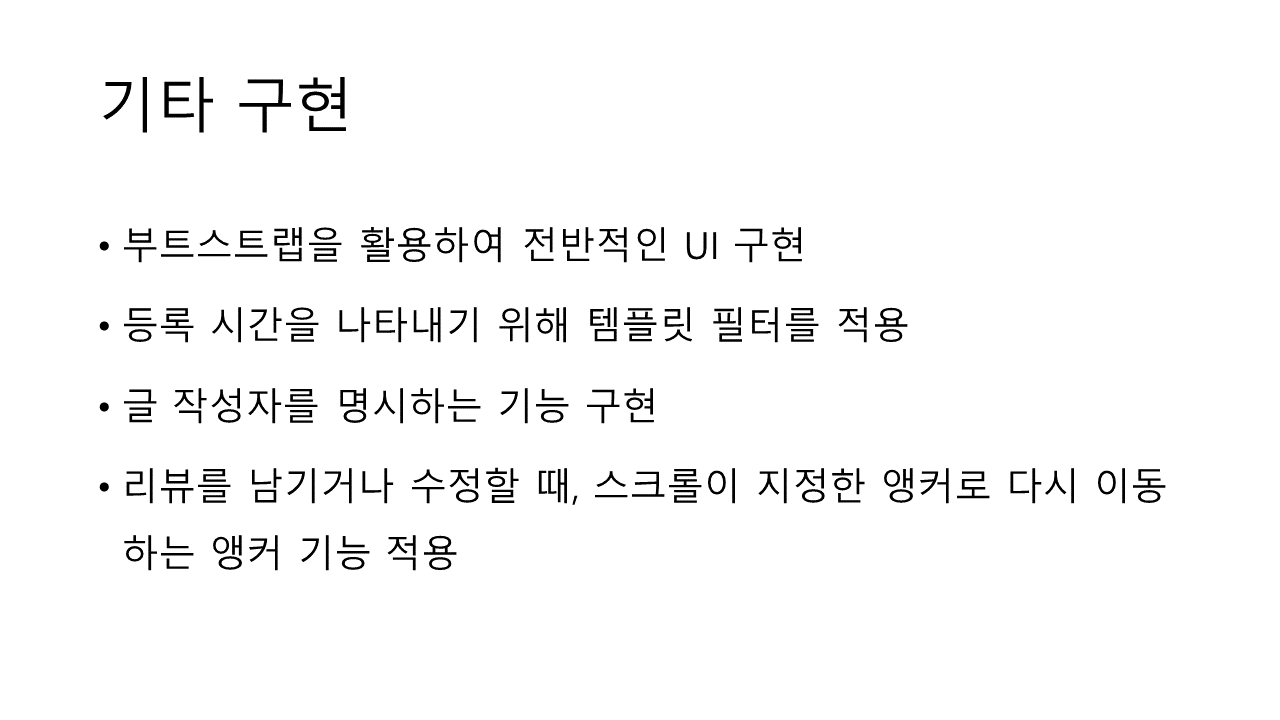 기타 구현
• 부트스트랩을 활용하여 전반적인 UI 구현
• 등록 시간을 나타내기 위해 템플릿 필터를 적용
• 글 작성자를 명시하는 기능 구현
• 리뷰를 남기거나 수정할 때, 스크롤이 지정한 앵커로 다시 이동
하는 앵커 기능 적용